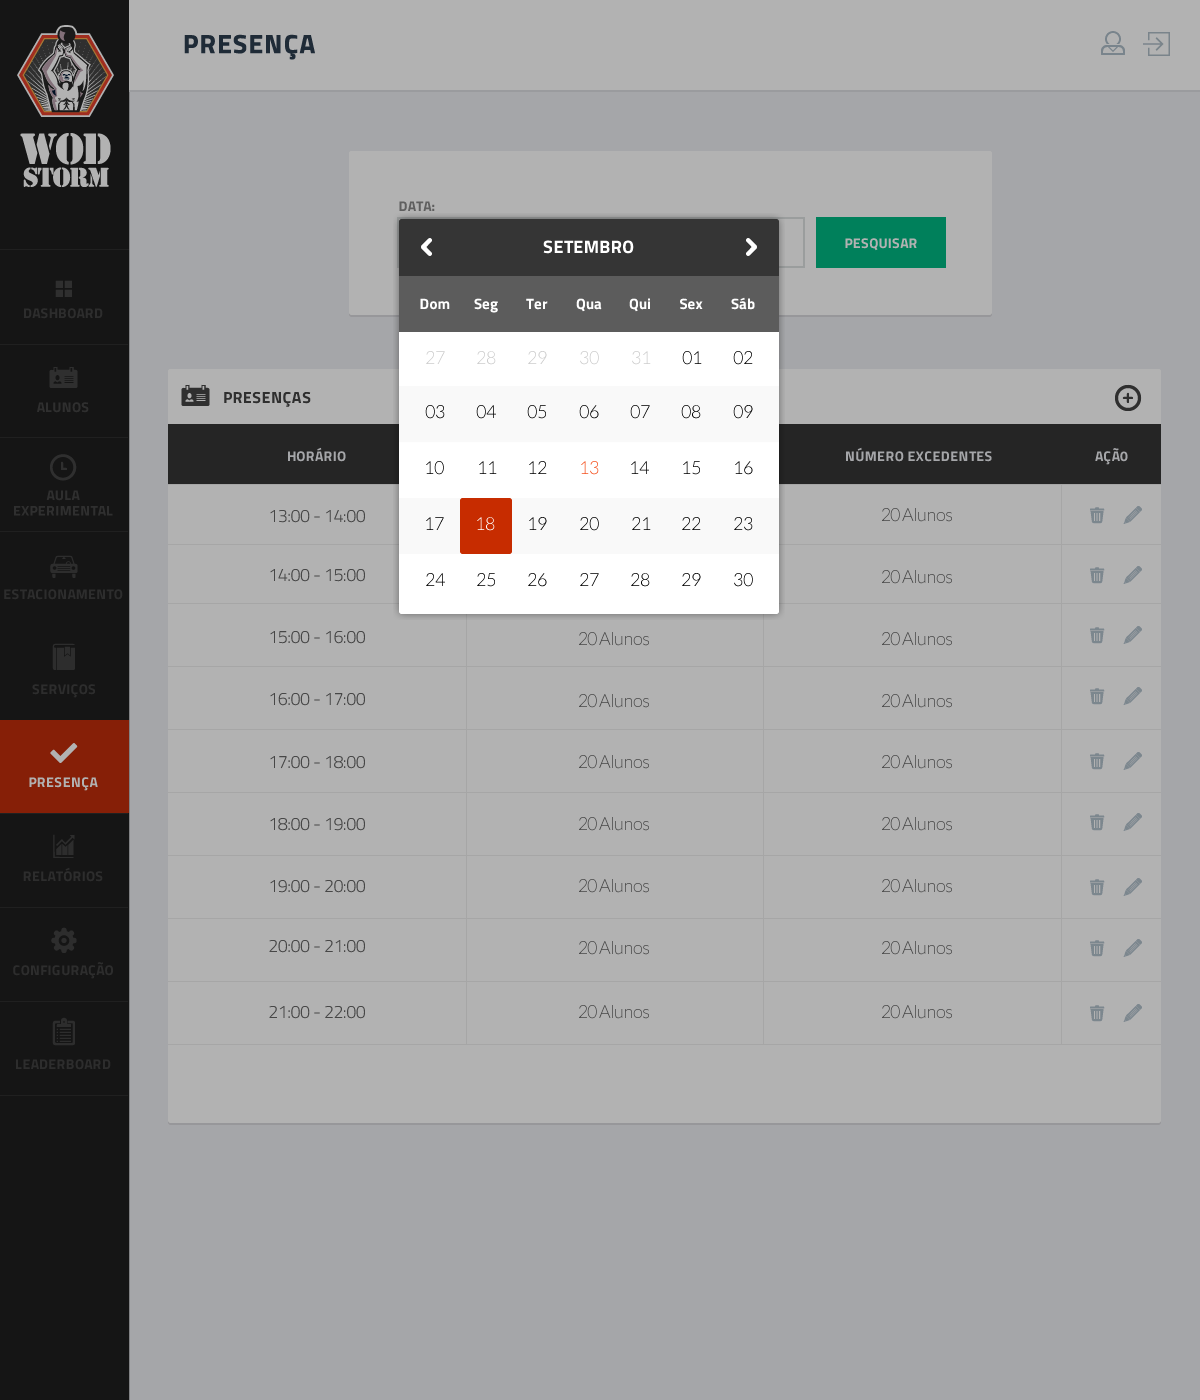 WOD
STORM
DASHBOARD
ALUNOS
AULA
EXPERIMENTAL
ESTACIONAMENTO
SERVIÇOS
PRESENÇA
RELATÓRIOS
CONFIGURAÇÃO
LEADERBOARD
PRESENÇA
DATA:
PESQUISAR
SETEMBRO
Dom Seg Ter Qua Qui Sex Sáb
27 28 29 30 31 01 02
03 04 05 06 07 08 09
10 11 12 13 14 15 16
17 18 19 20 21 22 23
24 25 26 27 28 29 30
PRESENÇAS
HORÁRIO NÚMERO EXCEDENTES AÇÃO
13:00 - 14:00 20 Alunos
14:00 - 15:00 20 Alunos
15:00 - 16:00 20 Alunos 20 Alunos
16:00 - 17:00 20 Alunos 20 Alunos
17:00 - 18:00 20 Alunos 20 Alunos
18:00 - 19:00 20 Alunos 20 Alunos
19:00 - 20:00 20 Alunos 20 Alunos
20:00 - 21:00 20 Alunos 20 Alunos
21:00 - 22:00 20 Alunos 20 Alunos